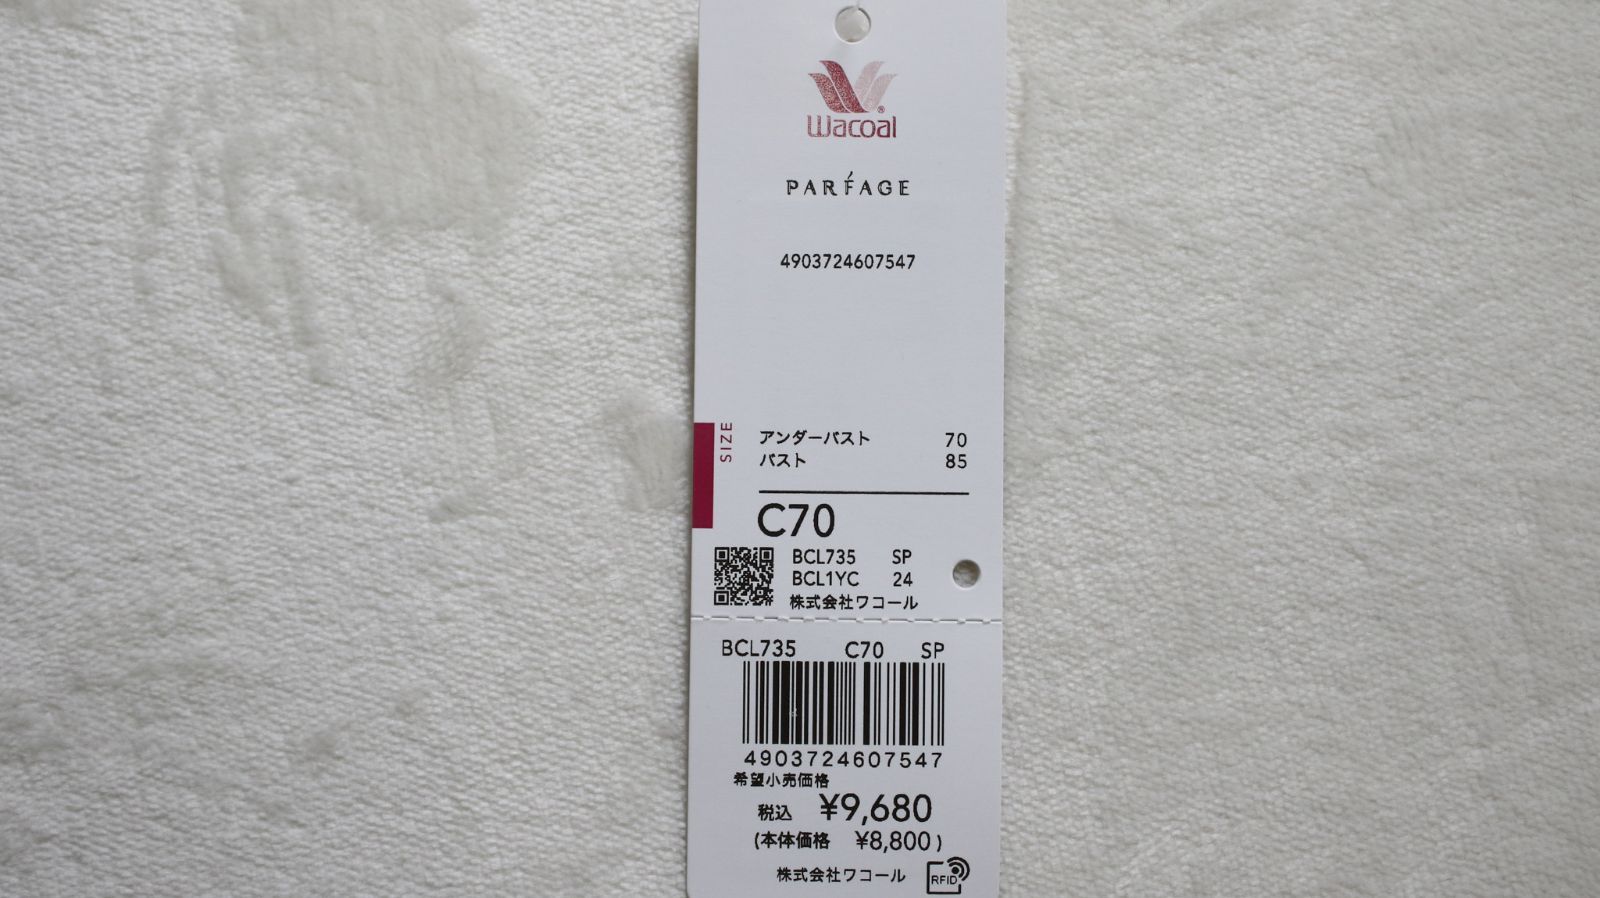 Wacoal®
PARFAGE
4903724607547
SIZE
アンダーバスト 70
バスト 85
C70
BCL735 SP
BCL1YC 24
株式会社ワコール
BCL735 C70 SP
4903724607547
希望小売価格
税込 ¥9,680
(本体価格 ¥8,800)
株式会社ワコール
RFID